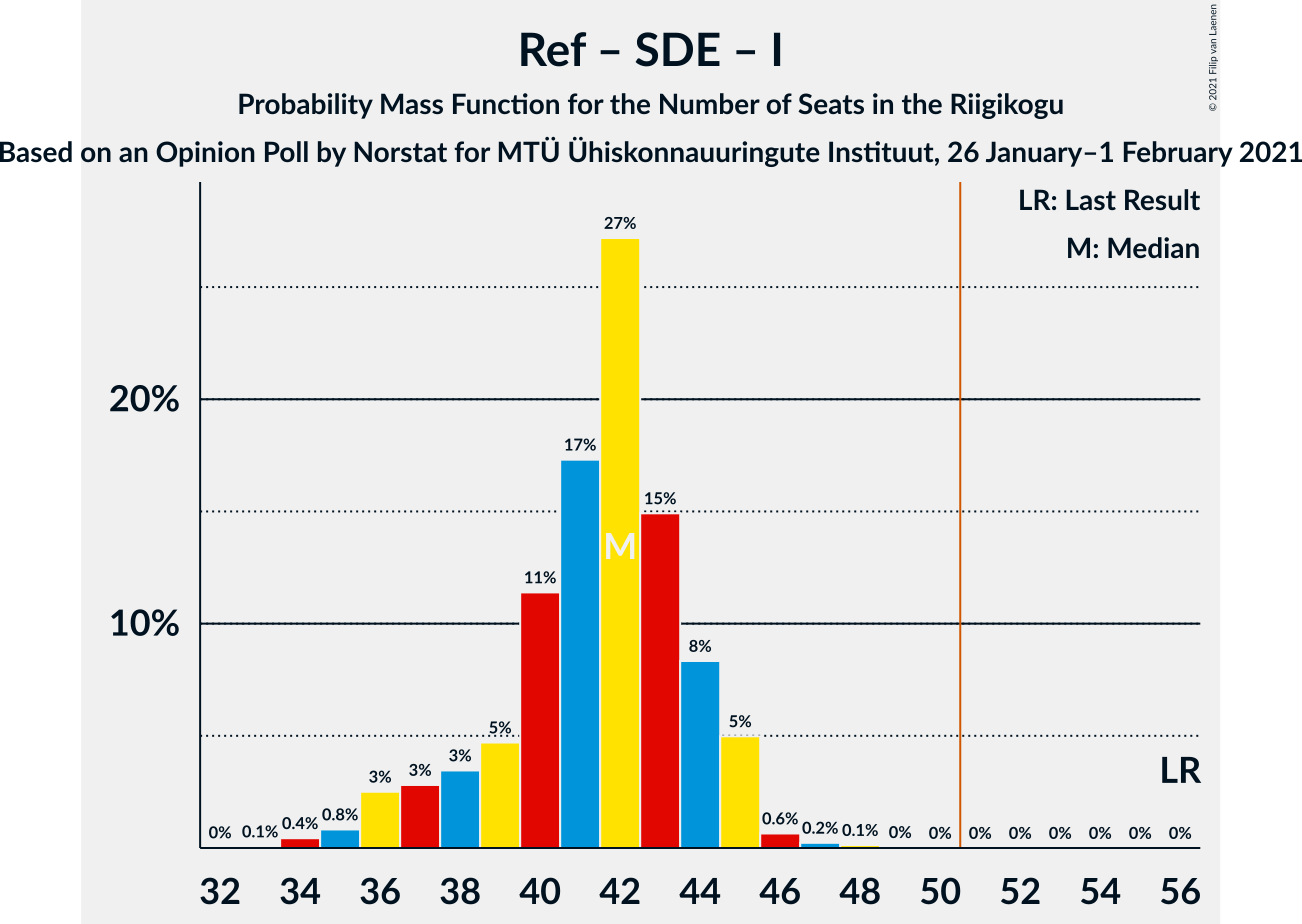 Ref – SDE – I
Probability Mass Function for the Number of Seats in the Riigikogu
Based on an Opinion Poll by Norstat for MTÜ Ühiskonnauuringute Instituut, 26 January–1 February 2021
© 2021 Filip van Laenen
LR: Last Result
M: Median
27%
20%
17%
15%
M
11%
10%
8%
5% 5%
3% 3% 3%
LR
0% 0.1% 0.4% 0.8% 0.6% 0.2% 0.1% 0% 0% 0% 0% 0% 0% 0% 0%
32 34 36 38 40 42 44 46 48 50 52 54 56